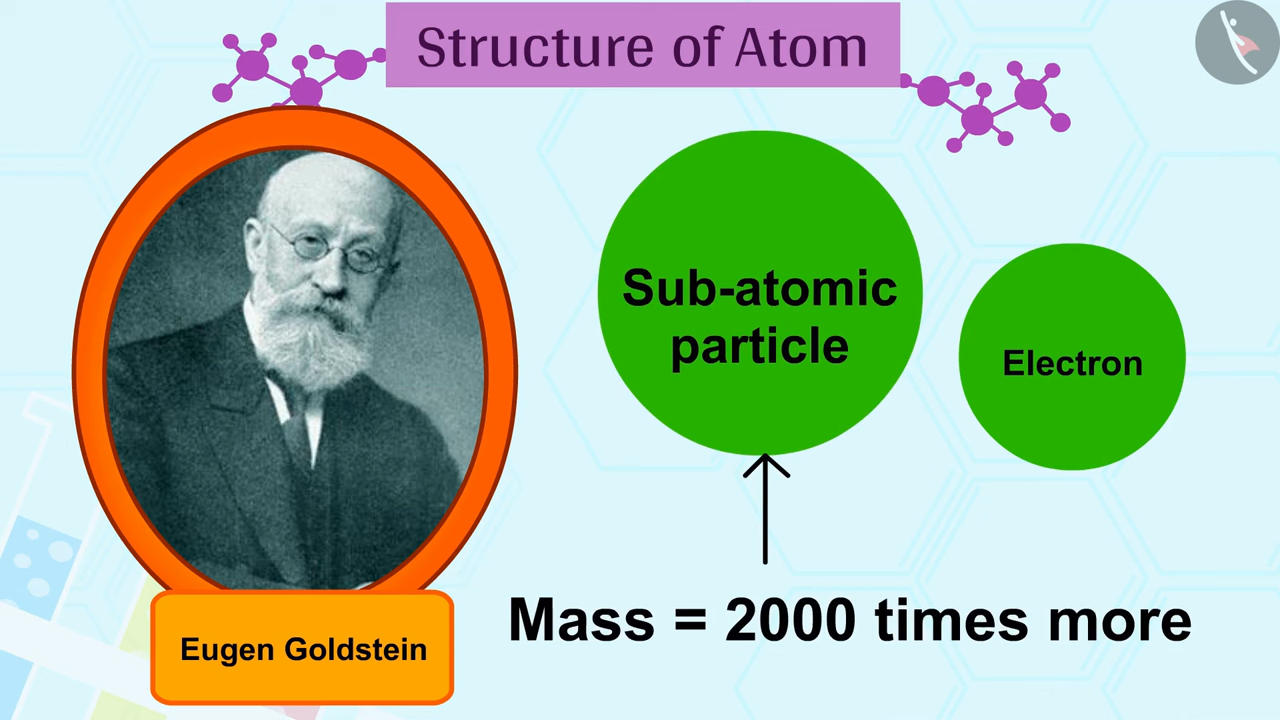 Structure of Atom
Sub-atomic
particle
Electron
Mass = 2000 times more
Eugen Goldstein